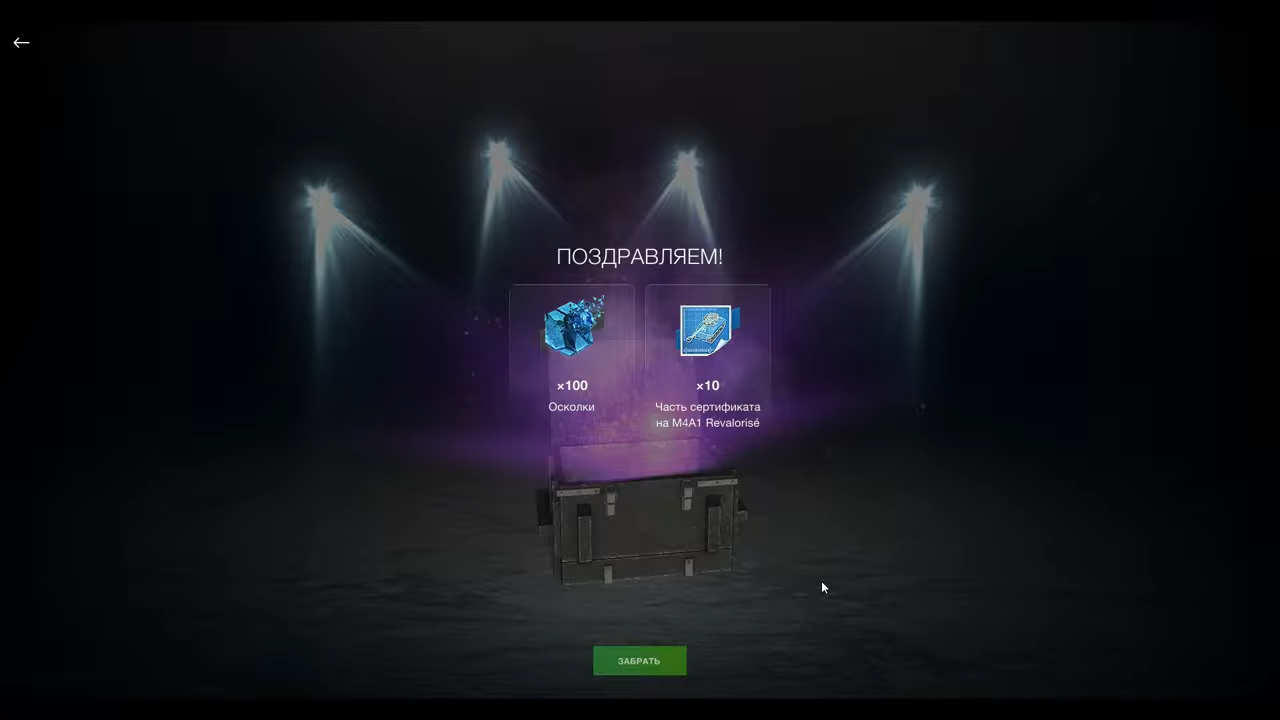 ПОЗДРАВЛЯЕМ!
×100
Осколки
×10
Часть сертификата
на M4A1 Revalorisé
ЗАБРАТЬ